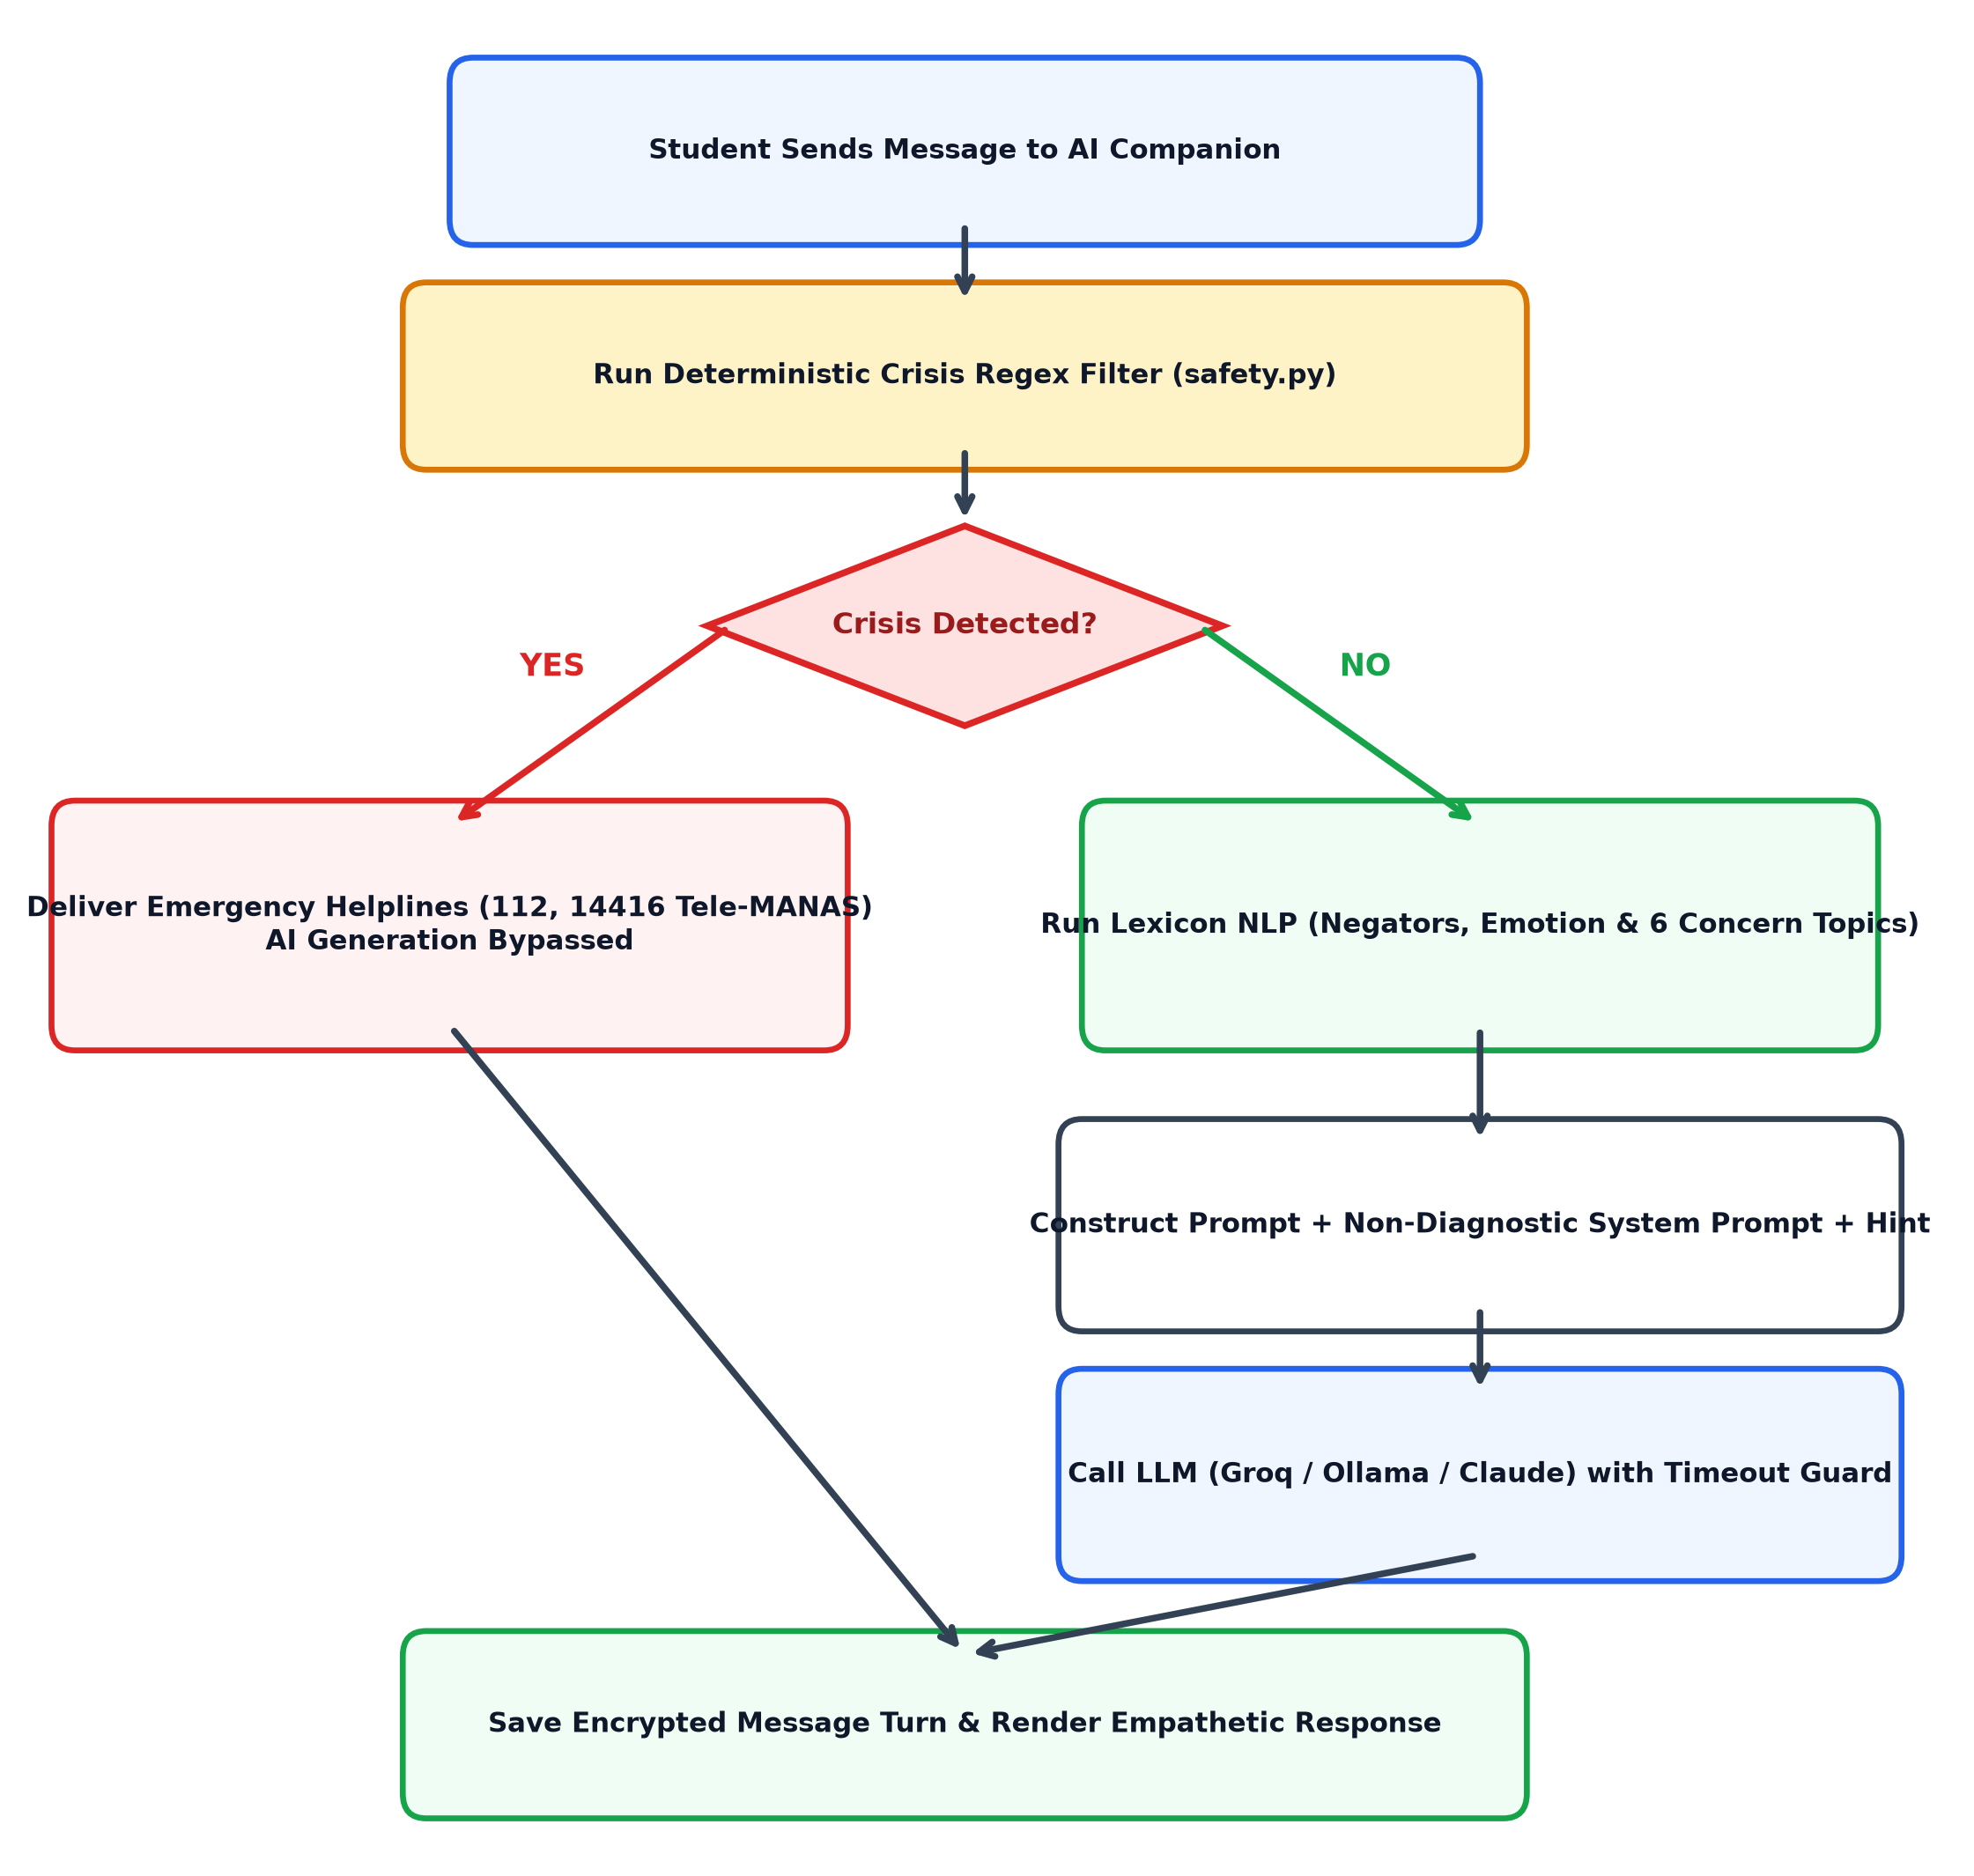 Student Sends Message to AI Companion
Run Deterministic Crisis Regex Filter (safety.py)
Crisis Detected?
YES
NO
Deliver Emergency Helplines (112, 14416 Tele-MANAS)
AI Generation Bypassed
Run Lexicon NLP (Negators, Emotion & 6 Concern Topics)
Construct Prompt + Non-Diagnostic System Prompt + Hint
Call LLM (Groq / Ollama / Claude) with Timeout Guard
Save Encrypted Message Turn & Render Empathetic Response